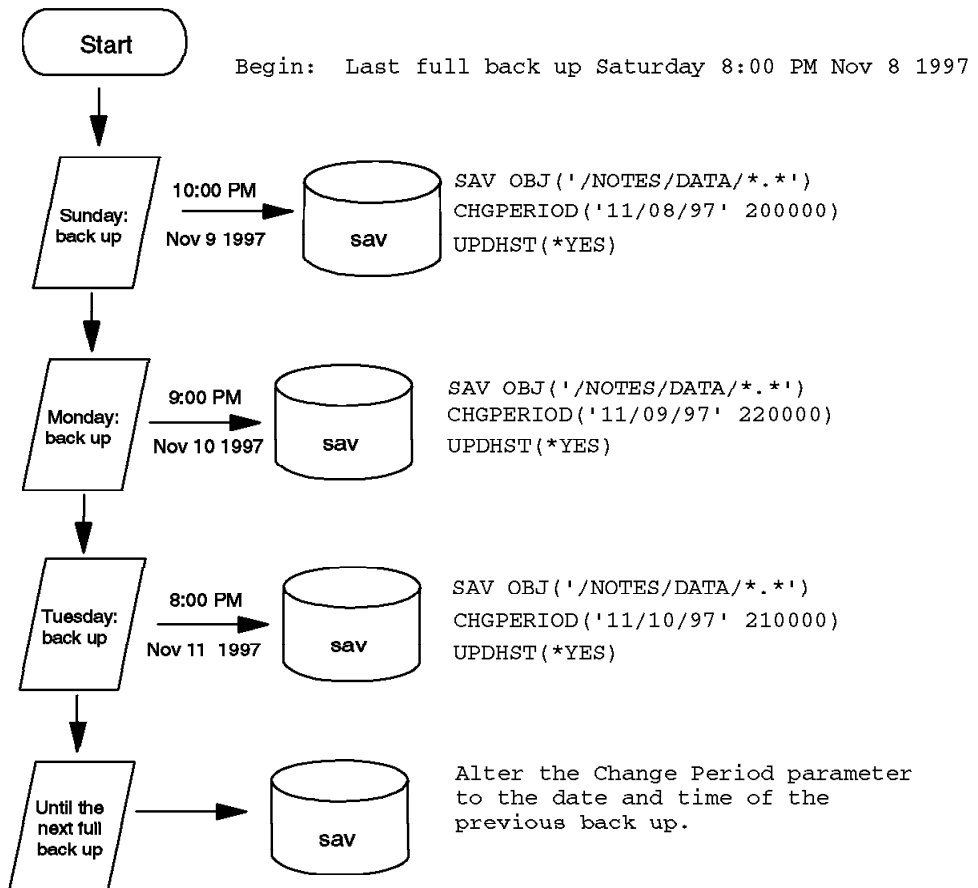 Start
Begin:  Last full back up Saturday 8:00 PM Nov 8 1997
Sunday:
back up
10:00 PM
Nov 9 1997
sav
SAV OBJ('/NOTES/DATA/*.*')
CHGPERIOD('11/08/97' 200000)
UPDHST(*YES)
Monday:
back up
9:00 PM
Nov 10 1997
sav
SAV OBJ('/NOTES/DATA/*.*')
CHGPERIOD('11/09/97' 220000)
UPDHST(*YES)
Tuesday:
back up
8:00 PM
Nov 11 1997
sav
SAV OBJ('/NOTES/DATA/*.*')
CHGPERIOD('11/10/97' 210000)
UPDHST(*YES)
Until the
next full
back up
sav
Alter the Change Period parameter
to the date and time of the
previous back up.